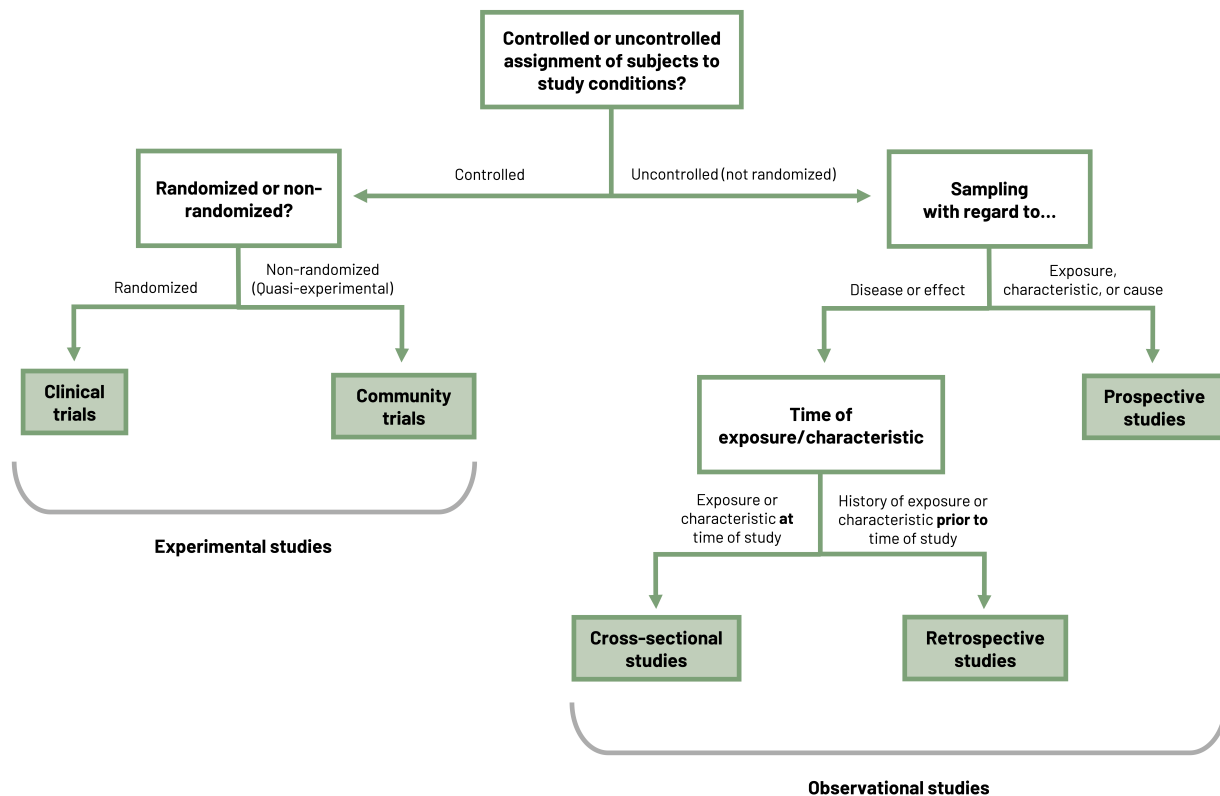 Controlled or uncontrolled
assignment of subjects to
study conditions?
Controlled
Uncontrolled (not randomized)
Randomized or non-
randomized?
Sampling
with regard to...
Randomized
Non-randomized
(Quasi-experimental)
Disease or effect
Exposure,
characteristic, or cause
Clinical
trials
Community
trials
Time of
exposure/characteristic
Prospective
studies
Exposure or
characteristic at
time of study
History of exposure or
characteristic prior to
time of study
Experimental studies
Cross-sectional
studies
Retrospective
studies
Observational studies